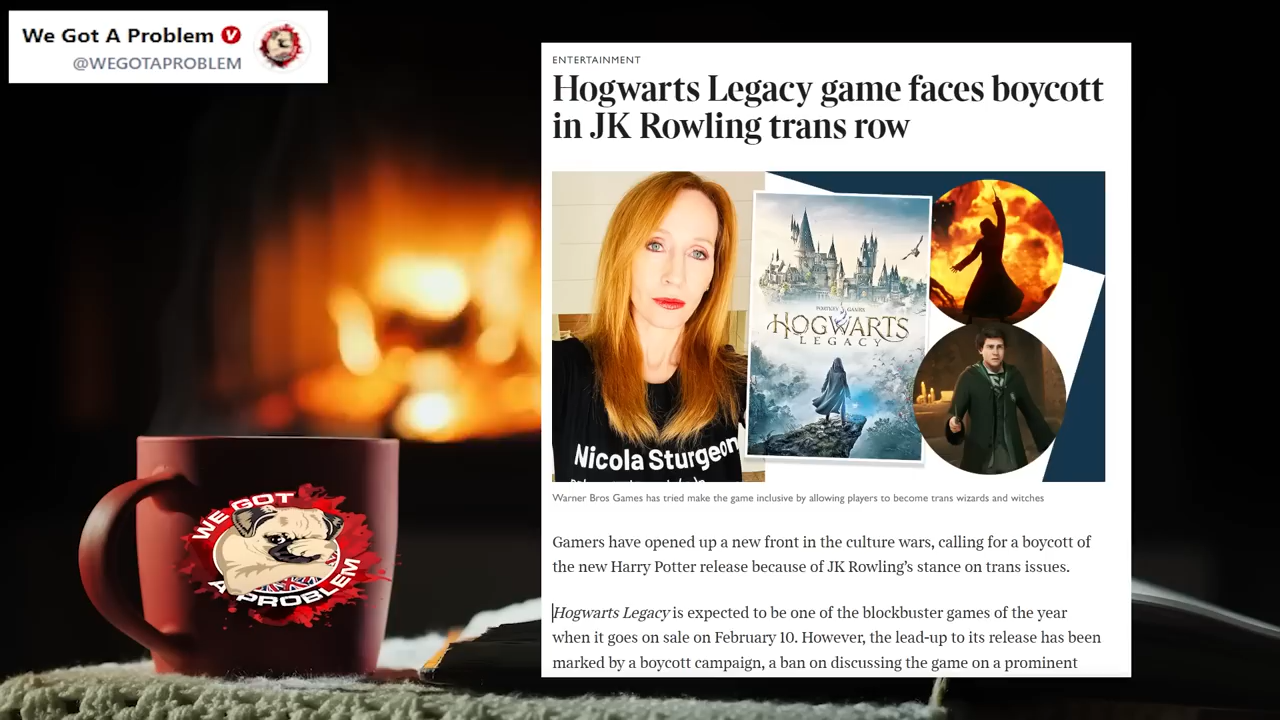 We Got A Problem
@WEGOTAPROBLEM
ENTERTAINMENT
Hogwarts Legacy game faces boycott
in JK Rowling trans row
PORTKEY GAMES
HOGWARTS
LEGACY
Nicola Sturgeon
Warner Bros Games has tried make the game inclusive by allowing players to become trans wizards and witches
Gamers have opened up a new front in the culture wars, calling for a boycott of
the new Harry Potter release because of JK Rowling’s stance on trans issues.
Hogwarts Legacy is expected to be one of the blockbuster games of the year
when it goes on sale on February 10. However, the lead-up to its release has been
marked by a boycott campaign, a ban on discussing the game on a prominent
WE GOT
A PROBLEM